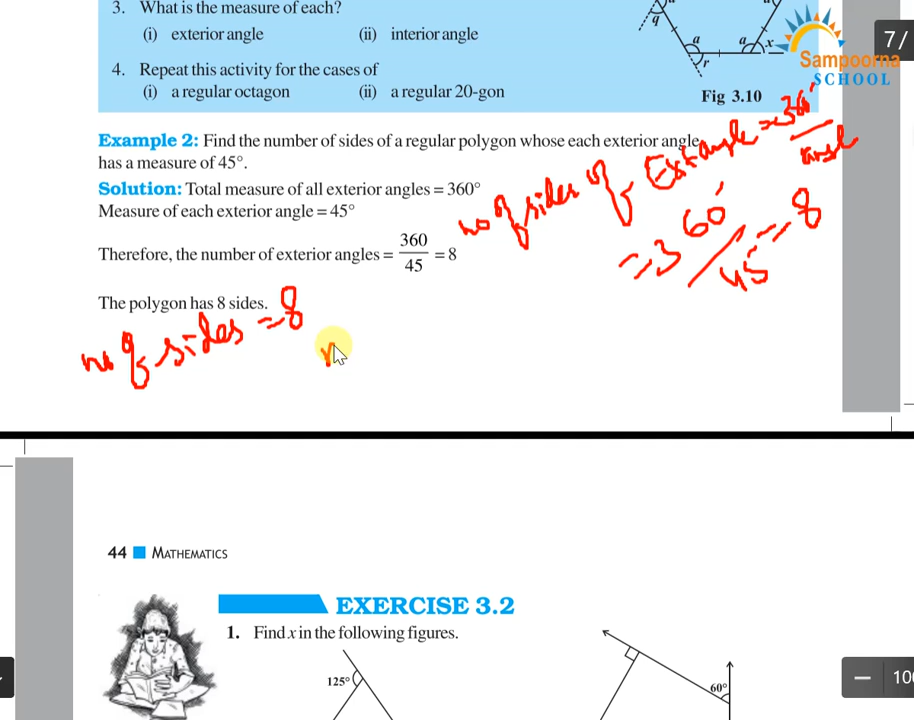 3. What is the measure of each?
(i) exterior angle (ii) interior angle
4. Repeat this activity for the cases of
(i) a regular octagon (ii) a regular 20-gon
q
a
a
x
r
Fig 3.10
7 /
Sampoorna
SCHOOL
Example 2: Find the number of sides of a regular polygon whose each exterior angle
has a measure of 45°.
Solution: Total measure of all exterior angles = 360°
Measure of each exterior angle = 45°
Therefore, the number of exterior angles = 360/45 = 8
The polygon has 8 sides.
no of sides of Ext angle = 360°
= 360°/45° = 8
no of sides = 8
44 MATHEMATICS
EXERCISE 3.2
1. Find x in the following figures.
125°
60°
10